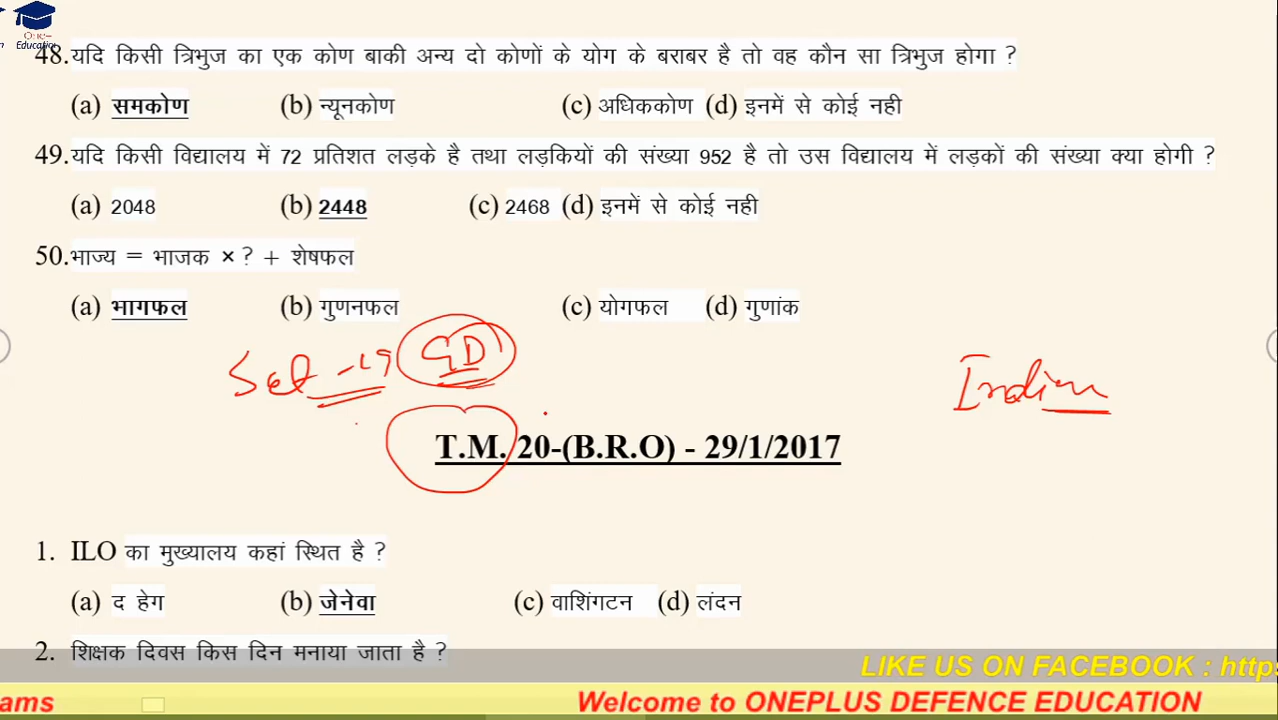 One-
Education
48. यदि किसी त्रिभुज का एक कोण बाकी अन्य दो कोणों के योग के बराबर है तो वह कौन सा त्रिभुज होगा ?
(a) समकोण (b) न्यूनकोण (c) अधिककोण (d) इनमें से कोई नही
49. यदि किसी विद्यालय में 72 प्रतिशत लड़के है तथा लड़कियों की संख्या 952 है तो उस विद्यालय में लड़कों की संख्या क्या होगी ?
(a) 2048 (b) 2448 (c) 2468 (d) इनमें से कोई नही
50. भाज्य = भाजक × ? + शेषफल
(a) भागफल (b) गुणनफल (c) योगफल (d) गुणांक
Set -19 GD
Indian
T.M. 20-(B.R.O) - 29/1/2017
1. ILO का मुख्यालय कहां स्थित है ?
(a) द हेग (b) जेनेवा (c) वाशिंगटन (d) लंदन
2. शिक्षक दिवस किस दिन मनाया जाता है ?
LIKE US ON FACEBOOK : https
ams Welcome to ONEPLUS DEFENCE EDUCATION